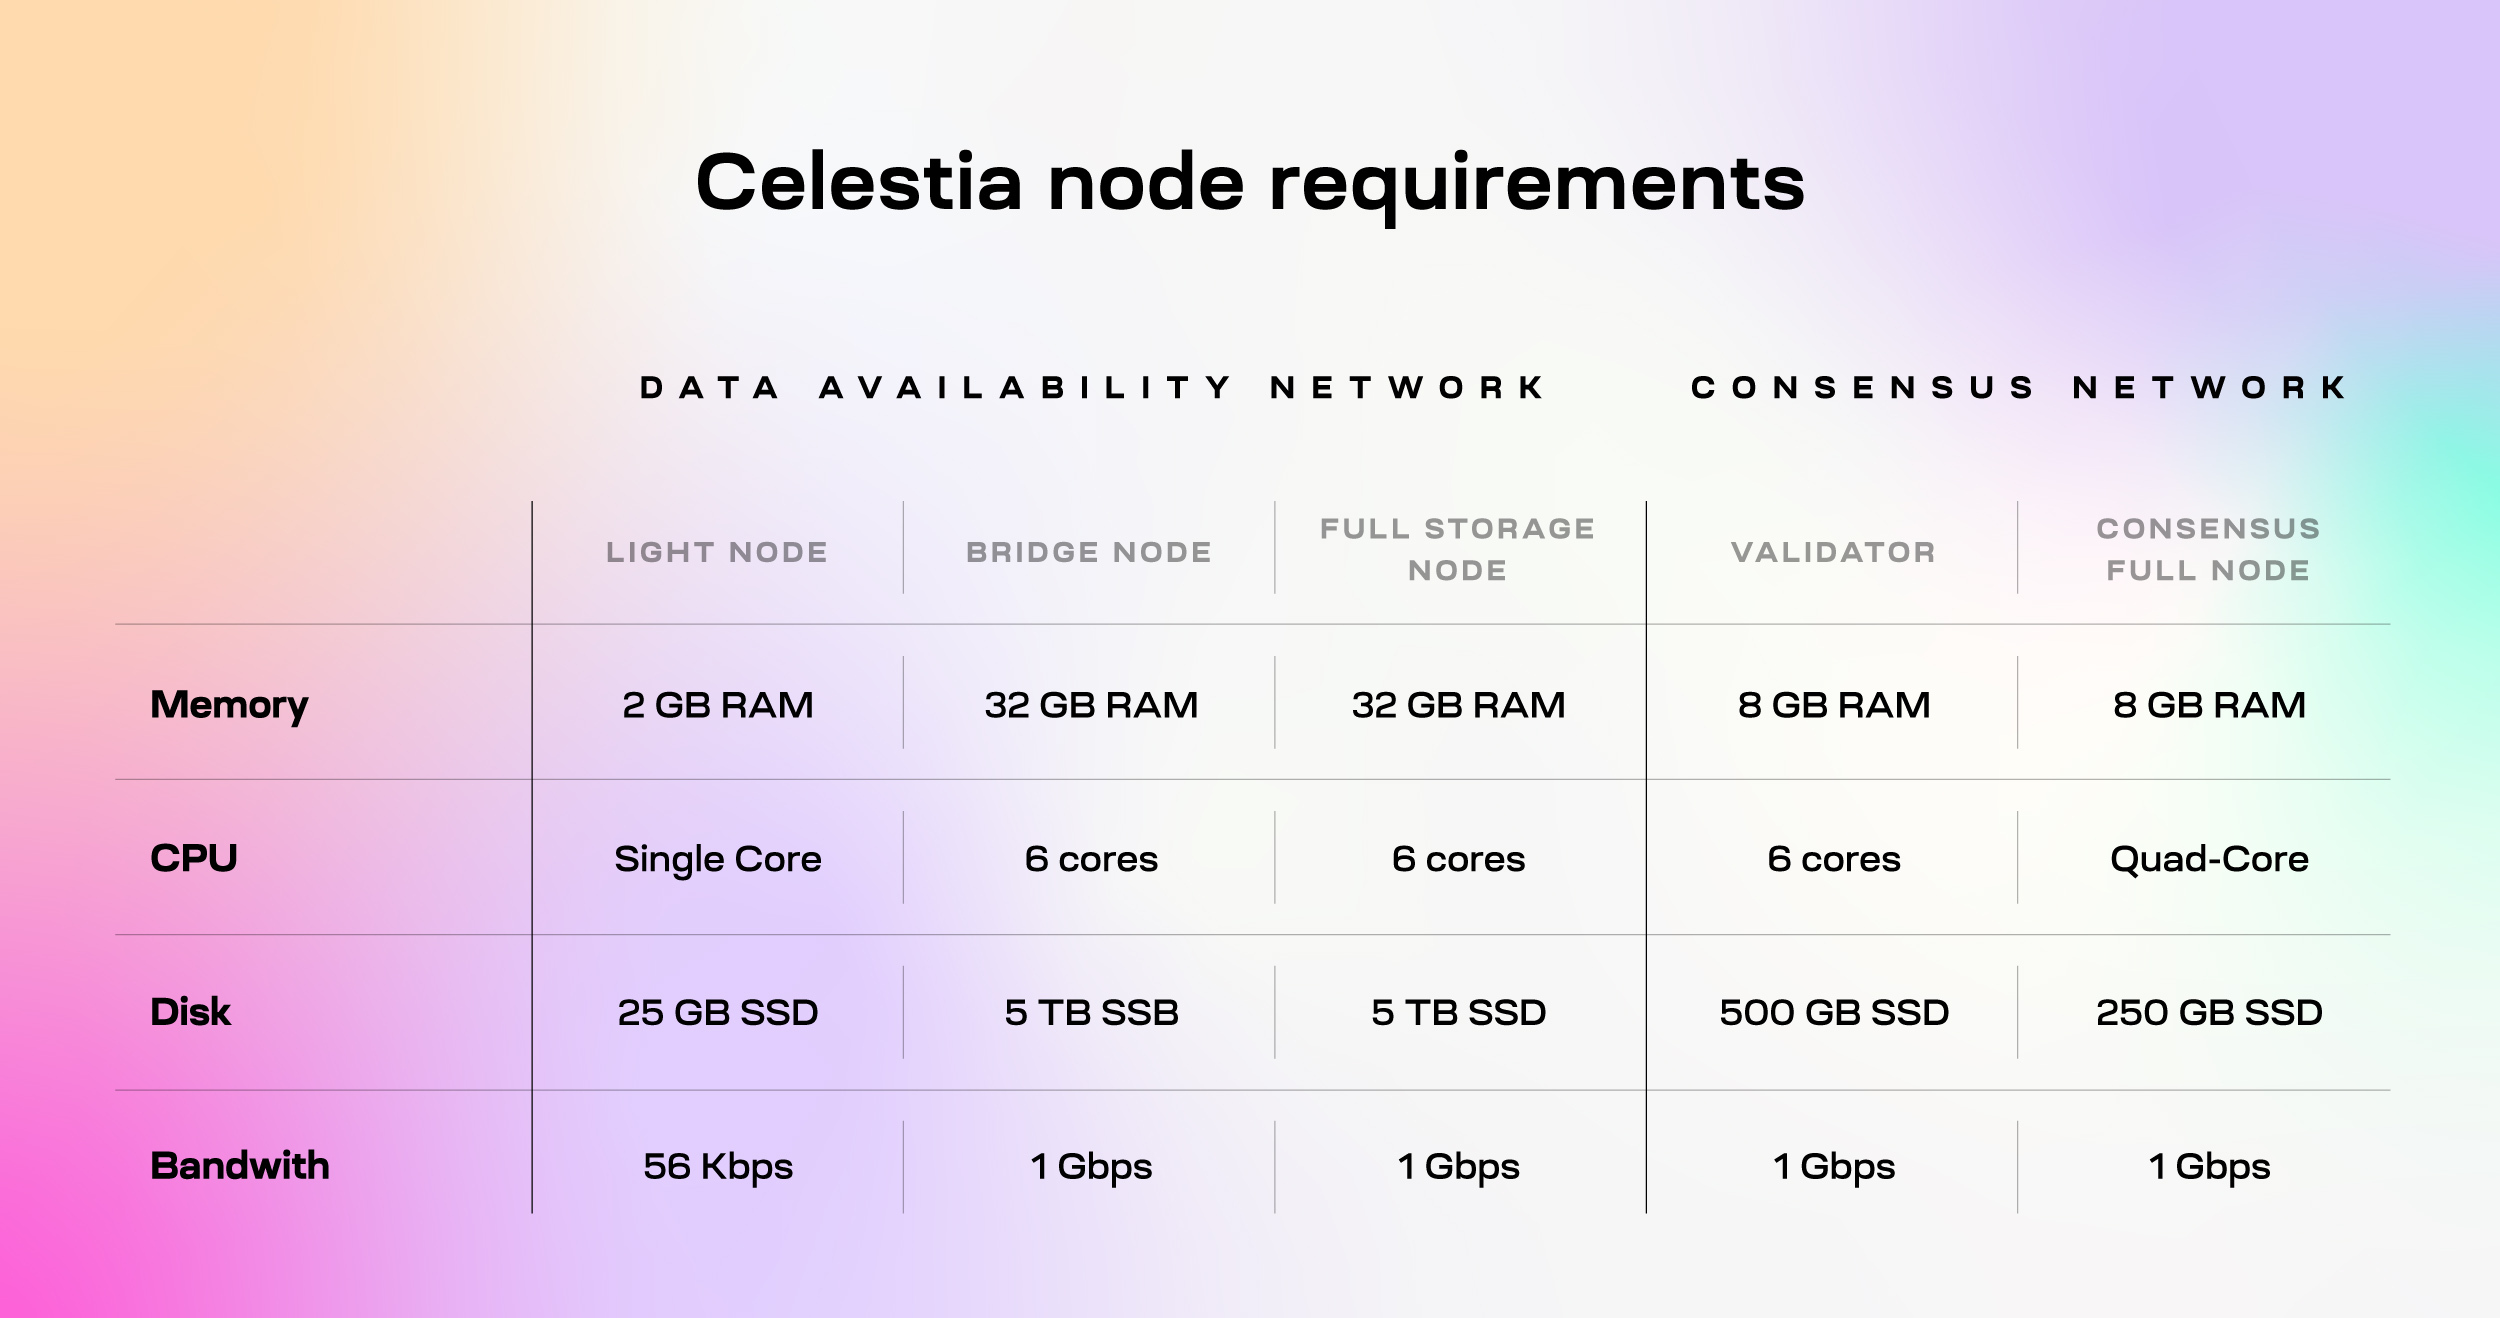 Celestia node requirements
DATA AVAILABILITY NETWORK CONSENSUS NETWORK
LIGHT NODE BRIDGE NODE FULL STORAGE NODE VALIDATOR CONSENSUS FULL NODE
Memory 2 GB RAM 32 GB RAM 32 GB RAM 8 GB RAM 8 GB RAM
CPU Single Core 6 cores 6 cores 6 cores Quad-Core
Disk 25 GB SSD 5 TB SSB 5 TB SSD 500 GB SSD 250 GB SSD
Bandwith 56 Kbps 1 Gbps 1 Gbps 1 Gbps 1 Gbps